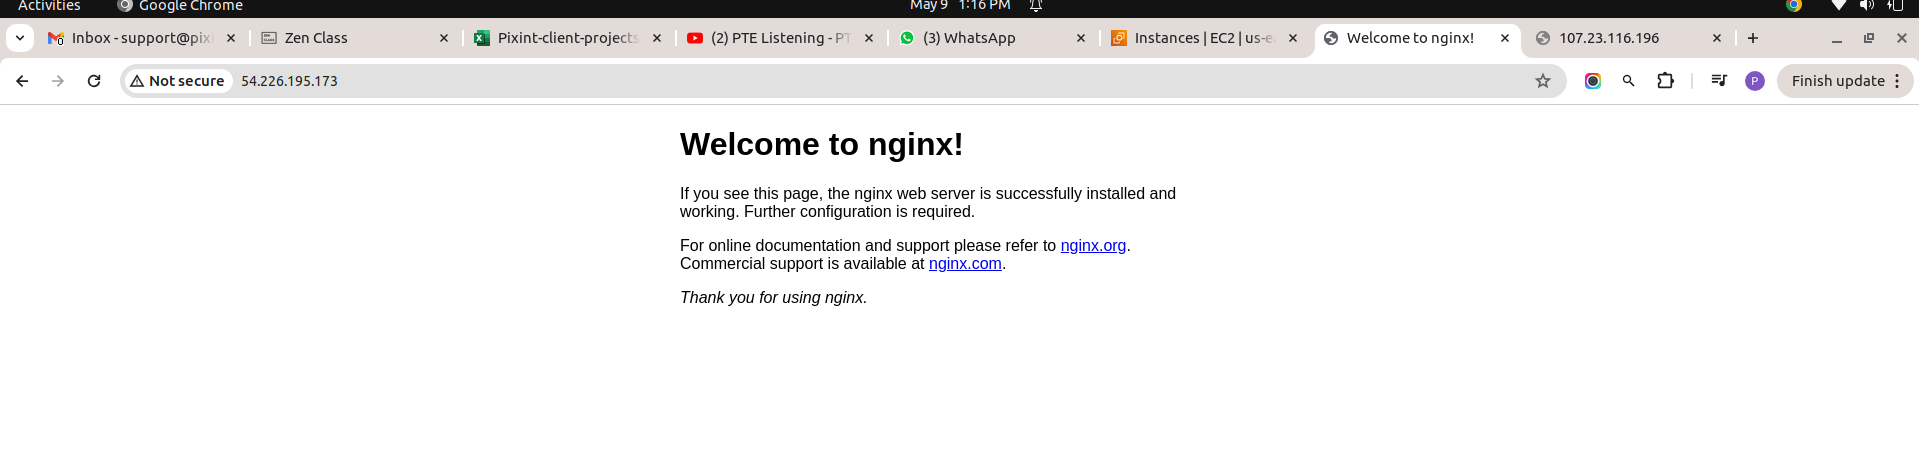 Activities Google Chrome May 9 1:16 PM
Inbox - support@pixi Zen Class Pixint-client-projects (2) PTE Listening - PT (3) WhatsApp Instances | EC2 | us-e Welcome to nginx! 107.23.116.196
Not secure 54.226.195.173 P Finish update
Welcome to nginx!
If you see this page, the nginx web server is successfully installed and
working. Further configuration is required.
For online documentation and support please refer to nginx.org.
Commercial support is available at nginx.com.
Thank you for using nginx.